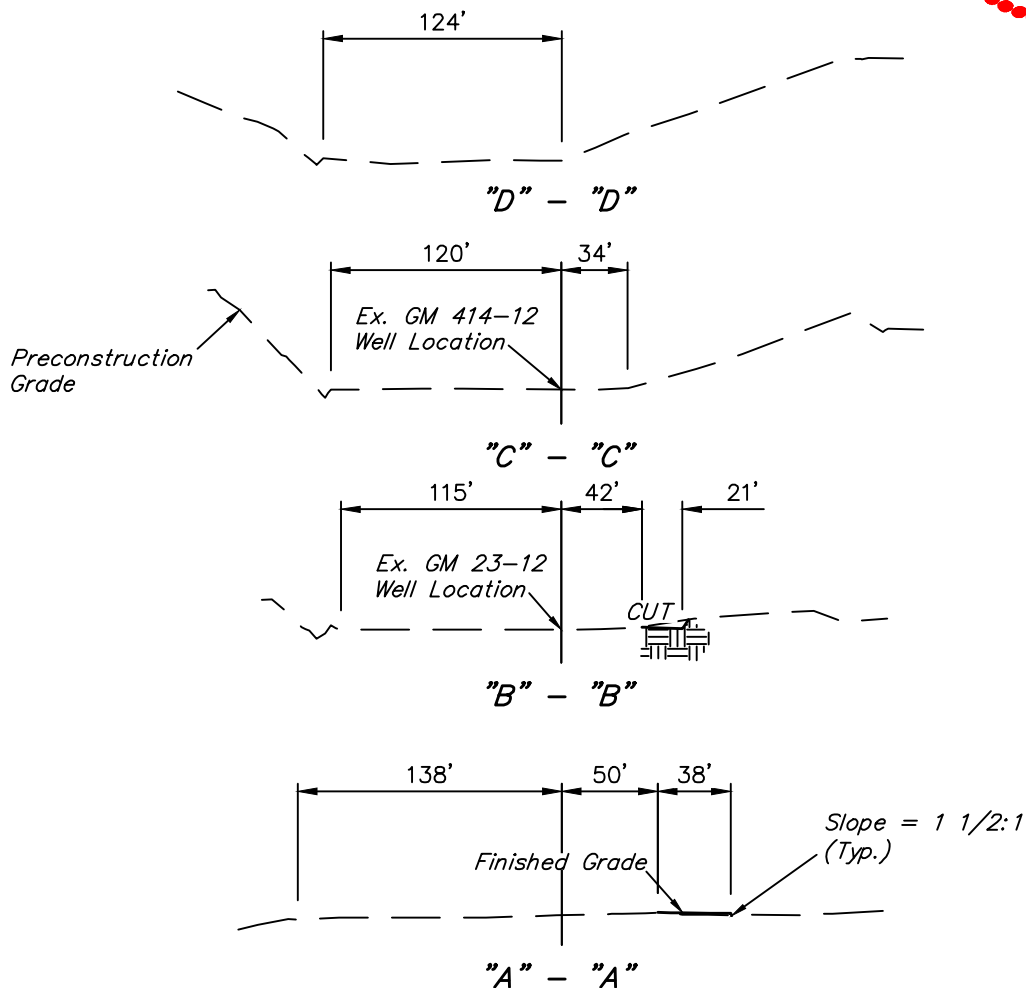 124'
”D” – ”D”
120'
34'
Ex. GM 414-12
Well Location
Preconstruction
Grade
”C” – ”C”
115'
42'
21'
Ex. GM 23-12
Well Location
CUT
”B” – ”B”
138'
50'
38'
Slope = 1 1/2:1
(Typ.)
Finished Grade
”A” – ”A”